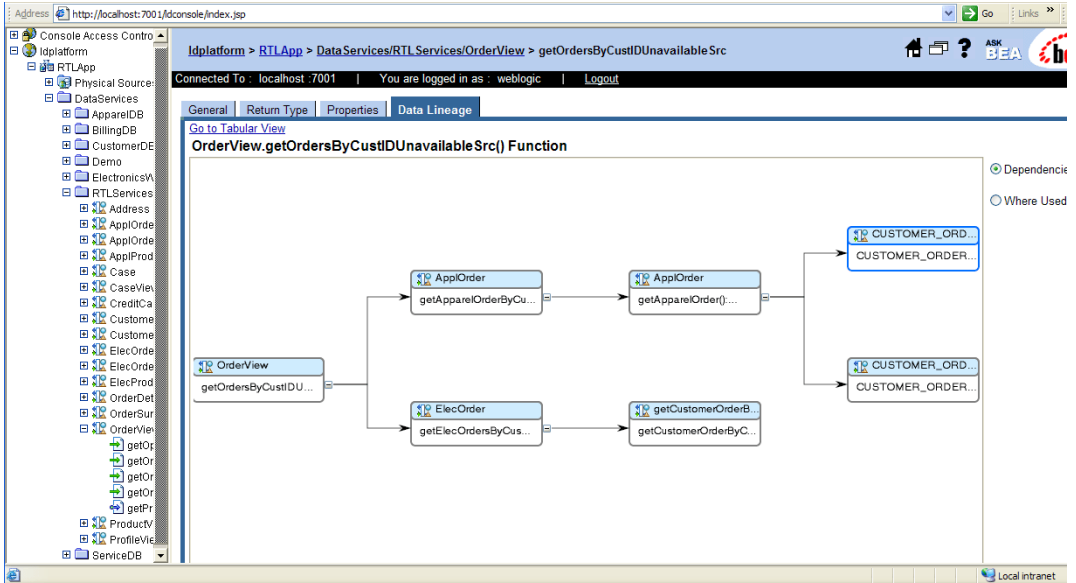 Address http://localhost:7001/ldconsole/index.jsp Go Links »
Console Access Contro
ldplatform
RTLApp
Physical Source
DataServices
ApparelDB
BillingDB
CustomerDE
Demo
ElectronicsW
RTLServices
Address
ApplOrde
ApplOrde
ApplProd
Case
CaseView
CreditCa
Custome
Custome
ElecOrde
ElecOrde
ElecProd
OrderDet
OrderSur
OrderView
getOp
getOr
getOr
getOr
getPr
ProductV
ProfileVie
ServiceDB
ldplatform > RTLApp > DataServices/RTLServices/OrderView > getOrdersByCustIDUnavailableSrc
? ASK BEA
Connected To : localhost :7001 | You are logged in as : weblogic | Logout
General Return Type Properties Data Lineage
Go to Tabular View
OrderView.getOrdersByCustIDUnavailableSrc() Function
Dependencie
Where Used
CUSTOMER_ORD...
CUSTOMER_ORDER...
ApplOrder
getApparelOrderByCu...
ApplOrder
getApparelOrder():...
OrderView
getOrdersByCustIDU...
CUSTOMER_ORD...
CUSTOMER_ORDER...
ElecOrder
getElecOrdersByCus...
getCustomerOrderB...
getCustomerOrderByC...
Local intranet